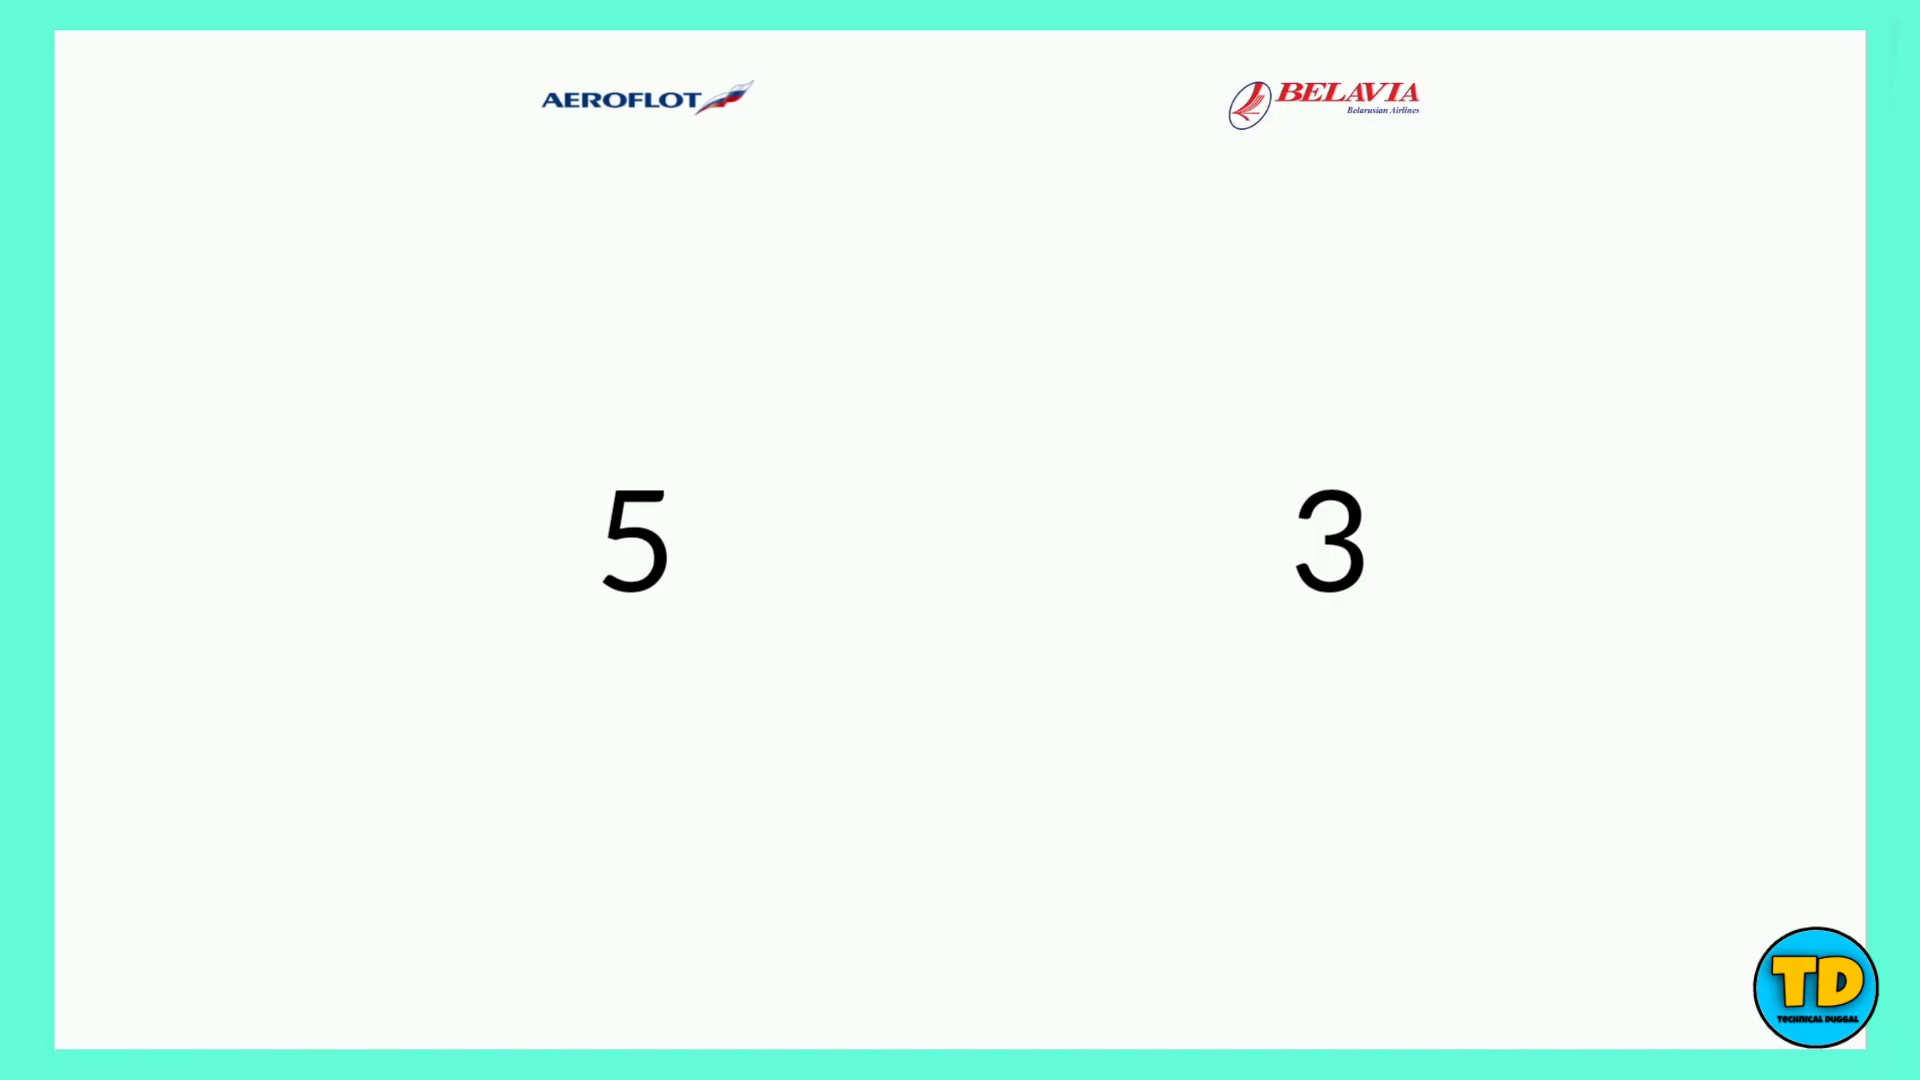 AEROFLOT
BELAVIA
Belarusian Airlines
5
3
TD
TECHNICAL DUGGAL